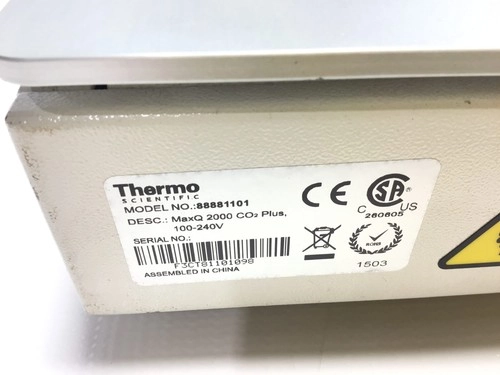 Thermo
SCIENTIFIC
MODEL NO.:88881101
DESC.: MaxQ 2000 CO₂ Plus,
100-240V
SERIAL NO.:
F3CT81101098
ASSEMBLED IN CHINA
CE
SA
C US
260605
1503